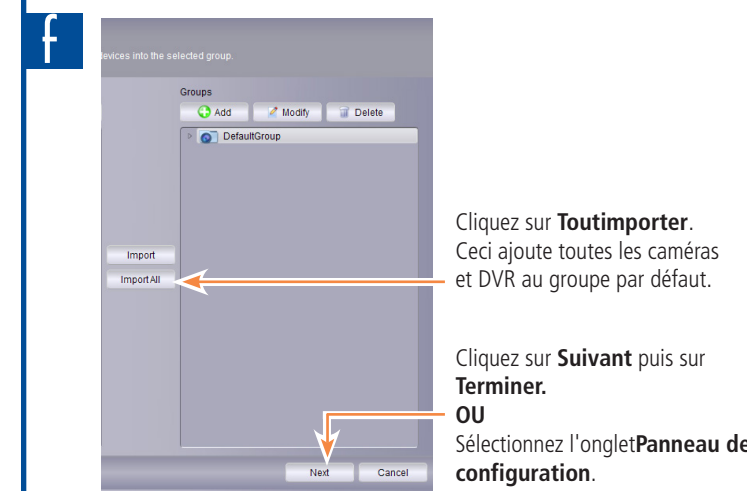 f
evices into the selected group.
Groups
Add Modify Delete
DefaultGroup
Import
Import All
Cliquez sur Toutimporter.
Ceci ajoute toutes les caméras
et DVR au groupe par défaut.
Cliquez sur Suivant puis sur
Terminer.
OU
Sélectionnez l'ongletPanneau de
configuration.
Next Cancel